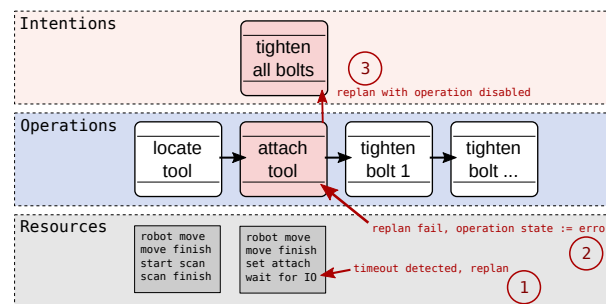 Intentions
tighten
all bolts
3
replan with operation disabled
Operations
locate
tool
attach
tool
tighten
bolt 1
tighten
bolt ...
replan fail, operation state := erro
2
Resources
robot move
move finish
start scan
scan finish
robot move
move finish
set attach
wait for IO
timeout detected, replan
1